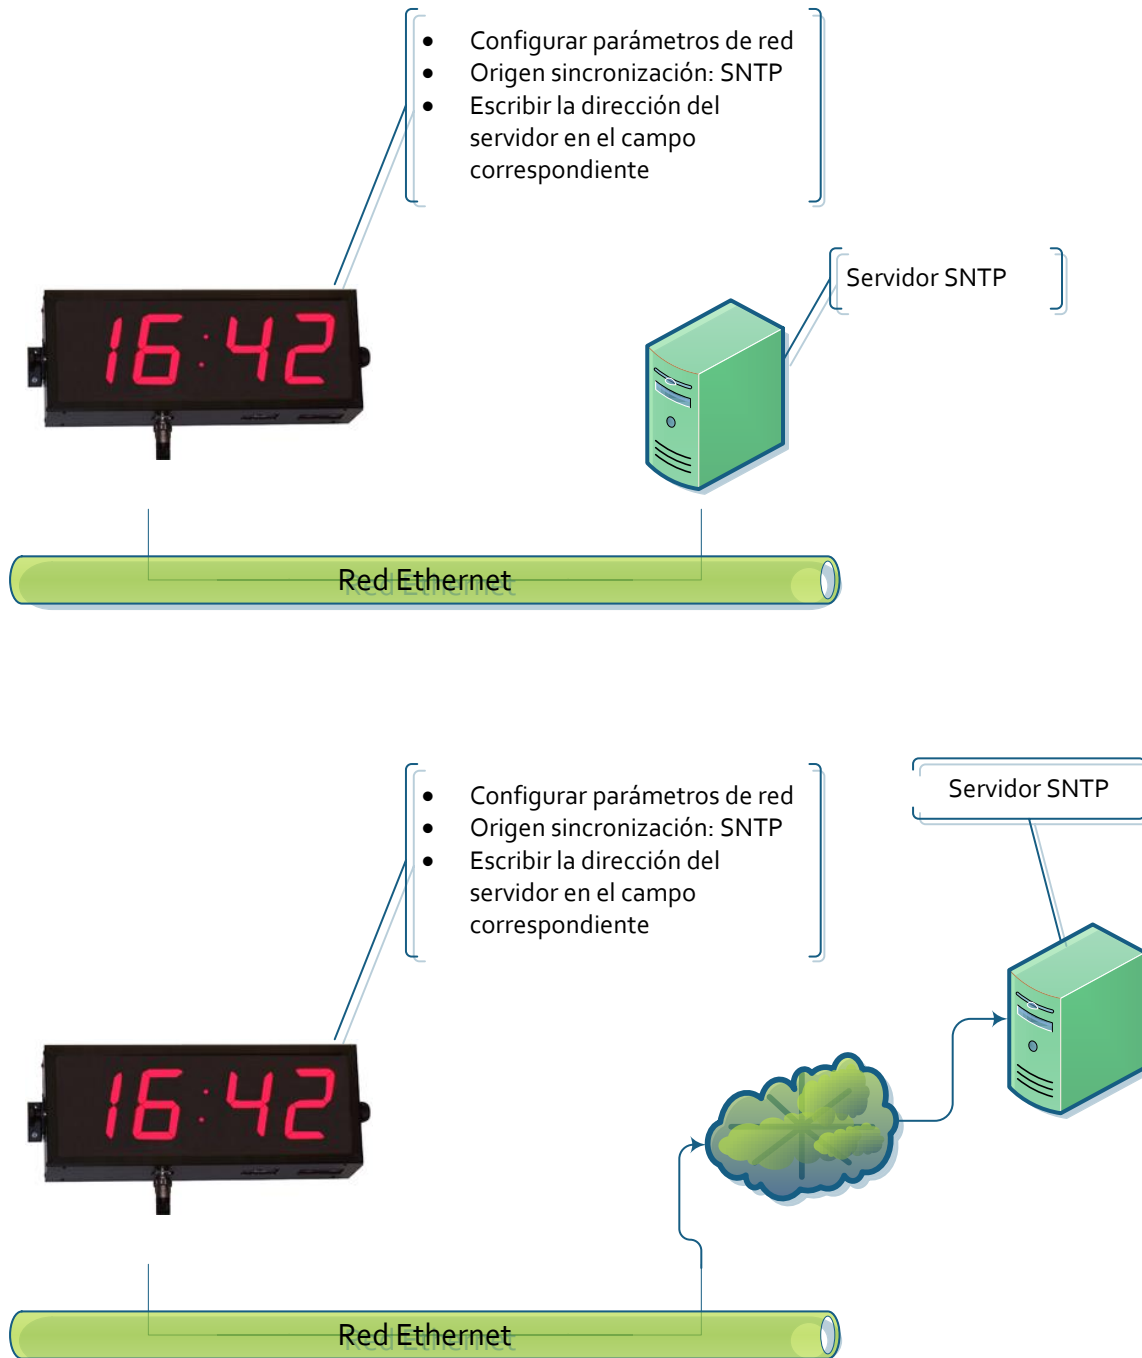 • Configurar parámetros de red
• Origen sincronización: SNTP
• Escribir la dirección del
servidor en el campo
correspondiente
Servidor SNTP
16:42
Red Ethernet
Servidor SNTP
• Configurar parámetros de red
• Origen sincronización: SNTP
• Escribir la dirección del
servidor en el campo
correspondiente
16:42
Red Ethernet